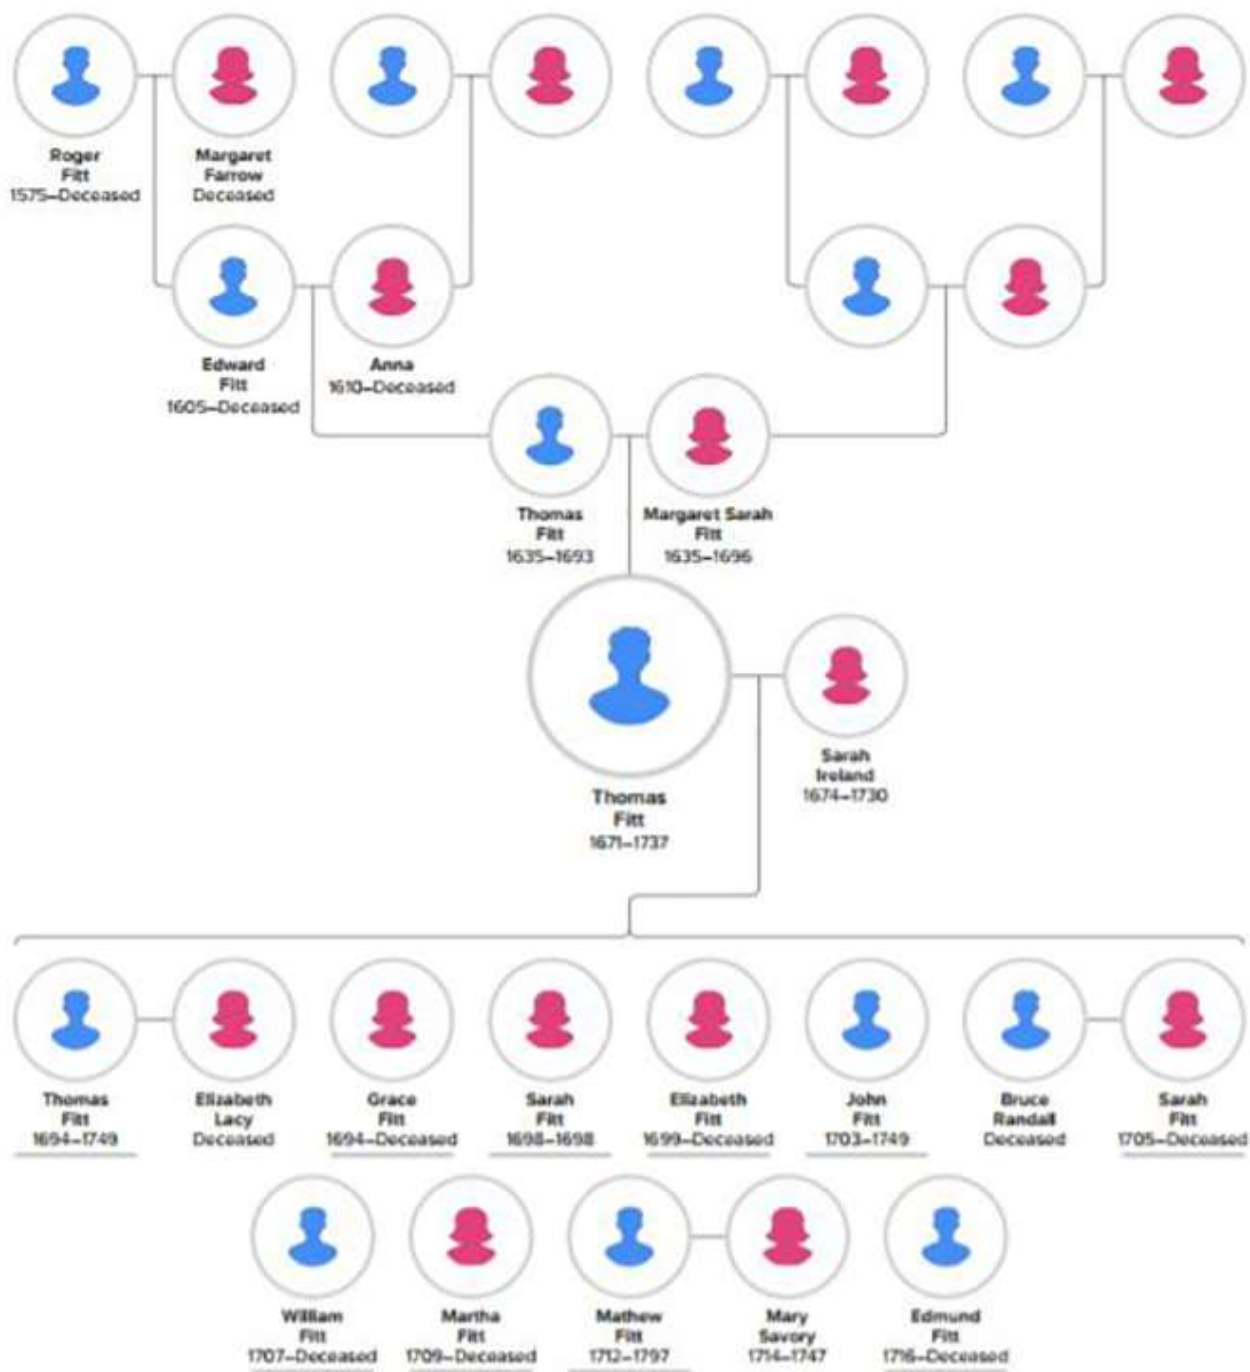 Roger
Fitt
1575–Deceased
Margaret
Farrow
Deceased
Edward
Fitt
1605–Deceased
Anna
1610–Deceased
Thomas
Fitt
1635–1693
Margaret Sarah
Fitt
1635–1696
Thomas
Fitt
1671–1737
Sarah
Ireland
1674–1730
Thomas
Fitt
1694–1749
Elizabeth
Lacy
Deceased
Grace
Fitt
1694–Deceased
Sarah
Fitt
1698–1698
Elizabeth
Fitt
1699–Deceased
John
Fitt
1703–1749
Bruce
Randall
Deceased
Sarah
Fitt
1705–Deceased
William
Fitt
1707–Deceased
Martha
Fitt
1709–Deceased
Mathew
Fitt
1712–1797
Mary
Savory
1714–1747
Edmund
Fitt
1716–Deceased